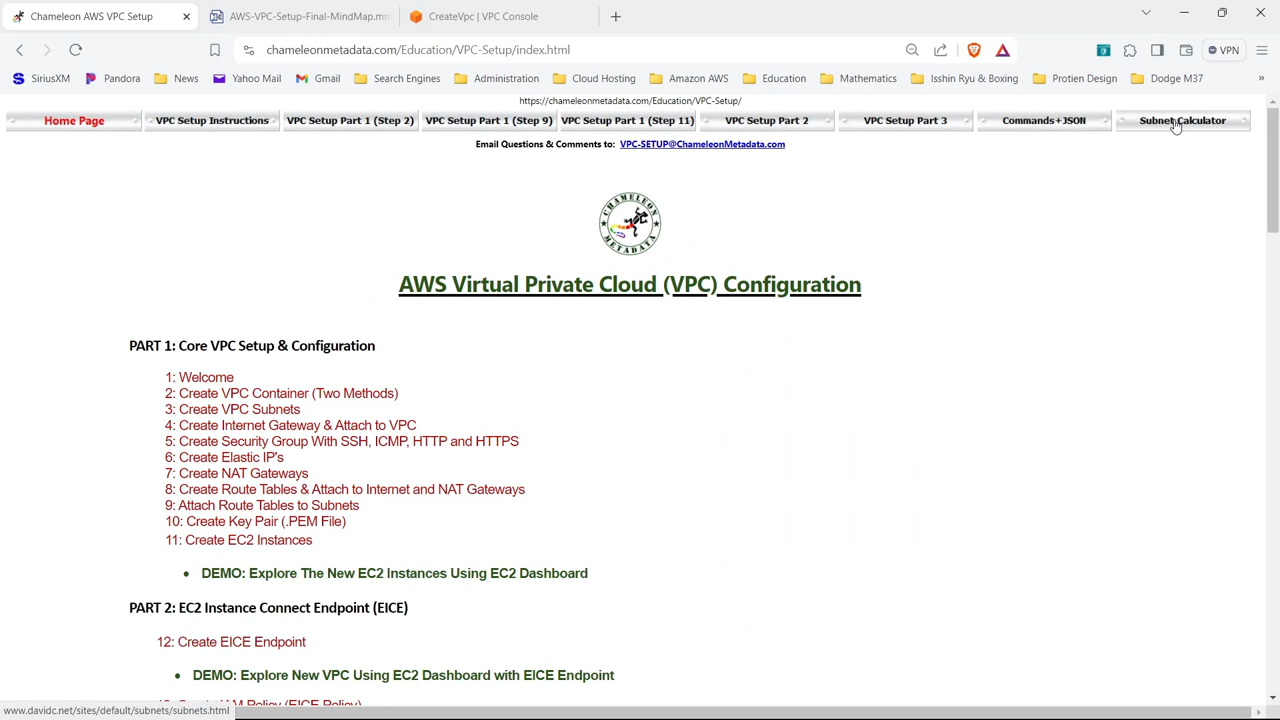 Chameleon AWS VPC Setup
AWS-VPC-Setup-Final-MindMap.mn
CreateVpc | VPC Console
chameleonmetadata.com/Education/VPC-Setup/index.html
VPN
SiriusXM Pandora News Yahoo Mail Gmail Search Engines Administration Cloud Hosting Amazon AWS Education Mathematics Isshin Ryu & Boxing Protien Design Dodge M37 »
https://chameleonmetadata.com/Education/VPC-Setup/
Home Page VPC Setup Instructions VPC Setup Part 1 (Step 2) VPC Setup Part 1 (Step 9) VPC Setup Part 1 (Step 11) VPC Setup Part 2 VPC Setup Part 3 Commands+JSON Subnet Calculator
Email Questions & Comments to: VPC-SETUP@ChameleonMetadata.com
CHAMELEON
METADATA
AWS Virtual Private Cloud (VPC) Configuration
PART 1: Core VPC Setup & Configuration
1: Welcome
2: Create VPC Container (Two Methods)
3: Create VPC Subnets
4: Create Internet Gateway & Attach to VPC
5: Create Security Group With SSH, ICMP, HTTP and HTTPS
6: Create Elastic IP's
7: Create NAT Gateways
8: Create Route Tables & Attach to Internet and NAT Gateways
9: Attach Route Tables to Subnets
10: Create Key Pair (.PEM File)
11: Create EC2 Instances
• DEMO: Explore The New EC2 Instances Using EC2 Dashboard
PART 2: EC2 Instance Connect Endpoint (EICE)
12: Create EICE Endpoint
• DEMO: Explore New VPC Using EC2 Dashboard with EICE Endpoint
13: Create IAM Policy (EICE Policy)
www.davidc.net/sites/default/subnets/subnets.html